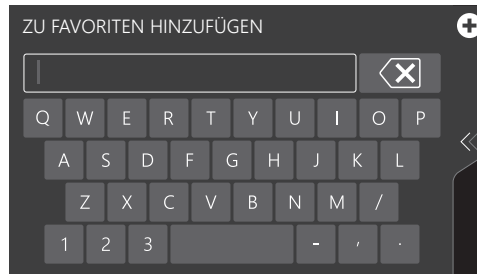 ZU FAVORITEN HINZUFÜGEN
Q W E R T Y U I O P
A S D F G H J K L
Z X C V B N M /
1 2 3 - , .